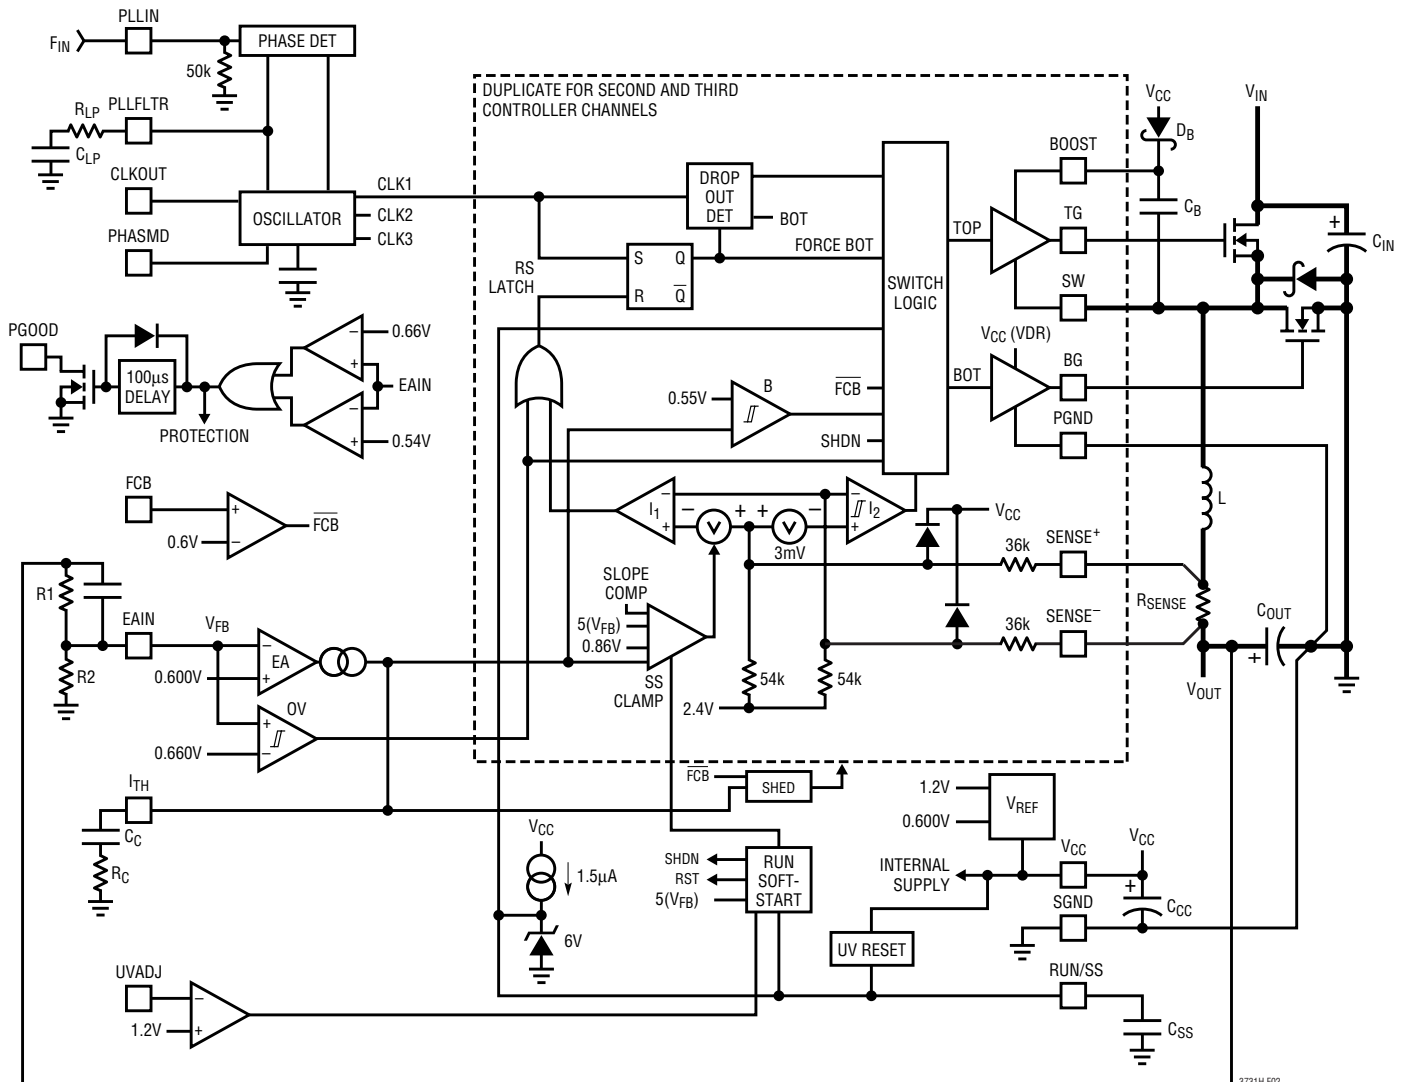 PLLIN
F_IN
PHASE DET
50k
R_LP
PLLFLTR
C_LP
CLKOUT
PHASMD
OSCILLATOR
CLK1
CLK2
CLK3
DUPLICATE FOR SECOND AND THIRD
CONTROLLER CHANNELS
DROP
OUT
DET
BOT
FORCE BOT
RS
LATCH
S
Q
R
Q̅
SWITCH
LOGIC
TOP
BOT
V_CC
D_B
BOOST
C_B
TG
SW
V_CC (VDR)
BG
PGND
V_IN
+
C_IN
PGOOD
100µs
DELAY
PROTECTION
−
0.66V
+
EAIN
−
+
0.54V
0.55V
B
F̅C̅B̅
SHDN
FCB
+
0.6V
−
F̅C̅B̅
I₁
−
+
−
+
+
−
3mV
−
+
I₂
V_CC
36k
SENSE⁺
36k
SENSE⁻
L
R_SENSE
C_OUT
+
V_OUT
SLOPE
COMP
5(V_FB)
0.86V
SS
CLAMP
54k
54k
2.4V
R1
R2
EAIN
V_FB
−
EA
0.600V
+
OV
+
0.660V
−
I_TH
C_C
R_C
F̅C̅B̅
SHED
V_CC
1.5µA
6V
SHDN
RST
5(V_FB)
RUN
SOFT-
START
1.2V
0.600V
V_REF
INTERNAL
SUPPLY
V_CC
V_CC
+
C_CC
SGND
UV RESET
RUN/SS
C_SS
UVADJ
−
1.2V
+
3731H F02